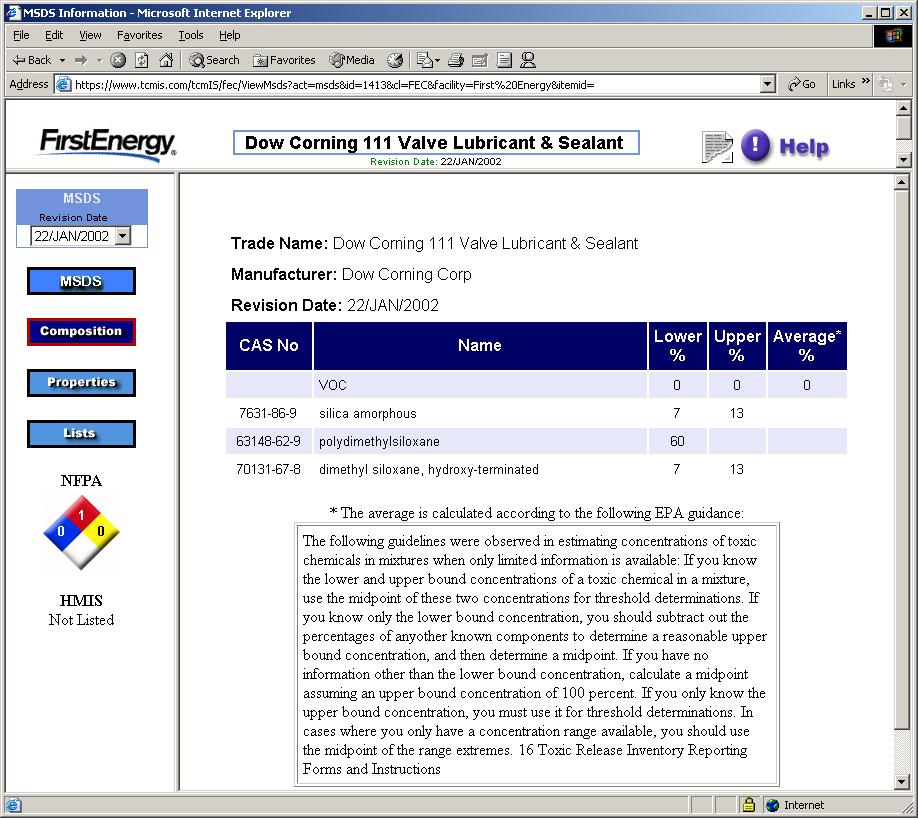 MSDS Information - Microsoft Internet Explorer
File Edit View Favorites Tools Help
Back Search Favorites Media
Address https://www.tcmis.com/tcmIS/fec/ViewMsds?act=msds&id=1413&cl=FEC&facility=First%20Energy&itemid= Go Links »
FirstEnergy®
Dow Corning 111 Valve Lubricant & Sealant
Revision Date: 22/JAN/2002
! Help
MSDS
Revision Date
22/JAN/2002
MSDS
Composition
Properties
Lists
NFPA
1
0 0
HMIS
Not Listed
Trade Name: Dow Corning 111 Valve Lubricant & Sealant
Manufacturer: Dow Corning Corp
Revision Date: 22/JAN/2002
CAS No Name Lower % Upper % Average* %
VOC 0 0 0
7631-86-9 silica amorphous 7 13
63148-62-9 polydimethylsiloxane 60
70131-67-8 dimethyl siloxane, hydroxy-terminated 7 13
* The average is calculated according to the following EPA guidance:
The following guidelines were observed in estimating concentrations of toxic
chemicals in mixtures when only limited information is available: If you know
the lower and upper bound concentrations of a toxic chemical in a mixture,
use the midpoint of these two concentrations for threshold determinations. If
you know only the lower bound concentration, you should subtract out the
percentages of anyother known components to determine a reasonable upper
bound concentration, and then determine a midpoint. If you have no
information other than the lower bound concentration, calculate a midpoint
assuming an upper bound concentration of 100 percent. If you only know the
upper bound concentration, you must use it for threshold determinations. In
cases where you only have a concentration range available, you should use
the midpoint of the range extremes. 16 Toxic Release Inventory Reporting
Forms and Instructions
Internet